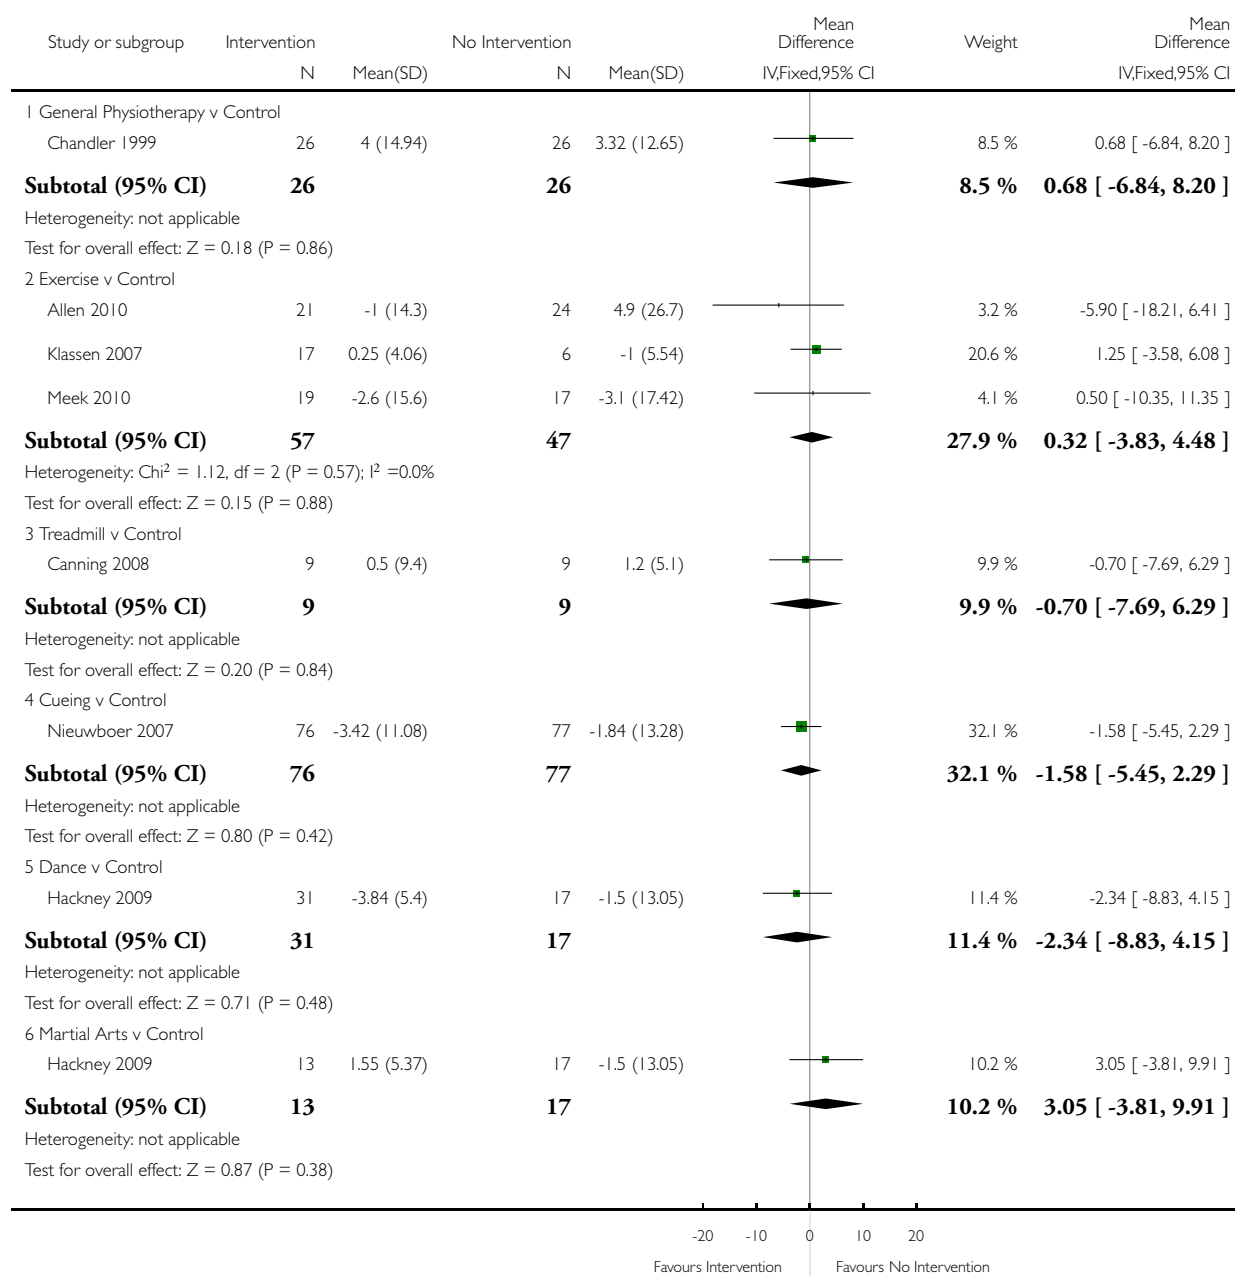 Mean Mean
Study or subgroup Intervention No Intervention Difference Weight Difference
N Mean(SD) N Mean(SD) IV,Fixed,95% CI IV,Fixed,95% CI
1 General Physiotherapy v Control
Chandler 1999 26 4 (14.94) 26 3.32 (12.65) 8.5 % 0.68 [ -6.84, 8.20 ]
Subtotal (95% CI) 26 26 8.5 % 0.68 [ -6.84, 8.20 ]
Heterogeneity: not applicable
Test for overall effect: Z = 0.18 (P = 0.86)
2 Exercise v Control
Allen 2010 21 -1 (14.3) 24 4.9 (26.7) 3.2 % -5.90 [ -18.21, 6.41 ]
Klassen 2007 17 0.25 (4.06) 6 -1 (5.54) 20.6 % 1.25 [ -3.58, 6.08 ]
Meek 2010 19 -2.6 (15.6) 17 -3.1 (17.42) 4.1 % 0.50 [ -10.35, 11.35 ]
Subtotal (95% CI) 57 47 27.9 % 0.32 [ -3.83, 4.48 ]
Heterogeneity: Chi² = 1.12, df = 2 (P = 0.57); I² =0.0%
Test for overall effect: Z = 0.15 (P = 0.88)
3 Treadmill v Control
Canning 2008 9 0.5 (9.4) 9 1.2 (5.1) 9.9 % -0.70 [ -7.69, 6.29 ]
Subtotal (95% CI) 9 9 9.9 % -0.70 [ -7.69, 6.29 ]
Heterogeneity: not applicable
Test for overall effect: Z = 0.20 (P = 0.84)
4 Cueing v Control
Nieuwboer 2007 76 -3.42 (11.08) 77 -1.84 (13.28) 32.1 % -1.58 [ -5.45, 2.29 ]
Subtotal (95% CI) 76 77 32.1 % -1.58 [ -5.45, 2.29 ]
Heterogeneity: not applicable
Test for overall effect: Z = 0.80 (P = 0.42)
5 Dance v Control
Hackney 2009 31 -3.84 (5.4) 17 -1.5 (13.05) 11.4 % -2.34 [ -8.83, 4.15 ]
Subtotal (95% CI) 31 17 11.4 % -2.34 [ -8.83, 4.15 ]
Heterogeneity: not applicable
Test for overall effect: Z = 0.71 (P = 0.48)
6 Martial Arts v Control
Hackney 2009 13 1.55 (5.37) 17 -1.5 (13.05) 10.2 % 3.05 [ -3.81, 9.91 ]
Subtotal (95% CI) 13 17 10.2 % 3.05 [ -3.81, 9.91 ]
Heterogeneity: not applicable
Test for overall effect: Z = 0.87 (P = 0.38)
-20 -10 0 10 20
Favours Intervention Favours No Intervention